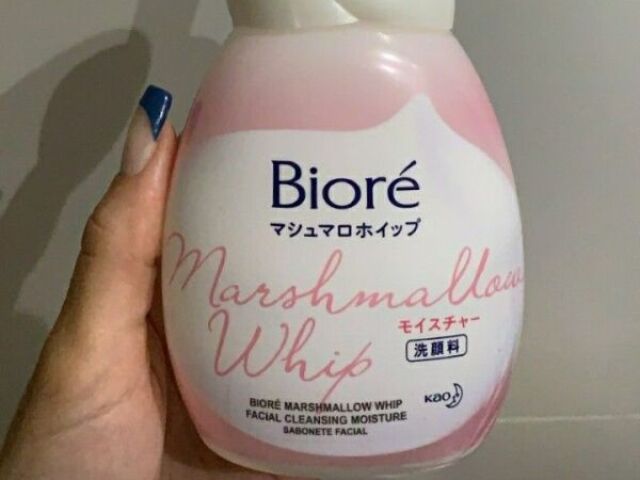 Bioré
マシュマロホイップ
Marshmallow
Whip
モイスチャー
洗顔料
BIORÉ MARSHMALLOW WHIP
FACIAL CLEANSING MOISTURE
SABONETE FACIAL
Kao